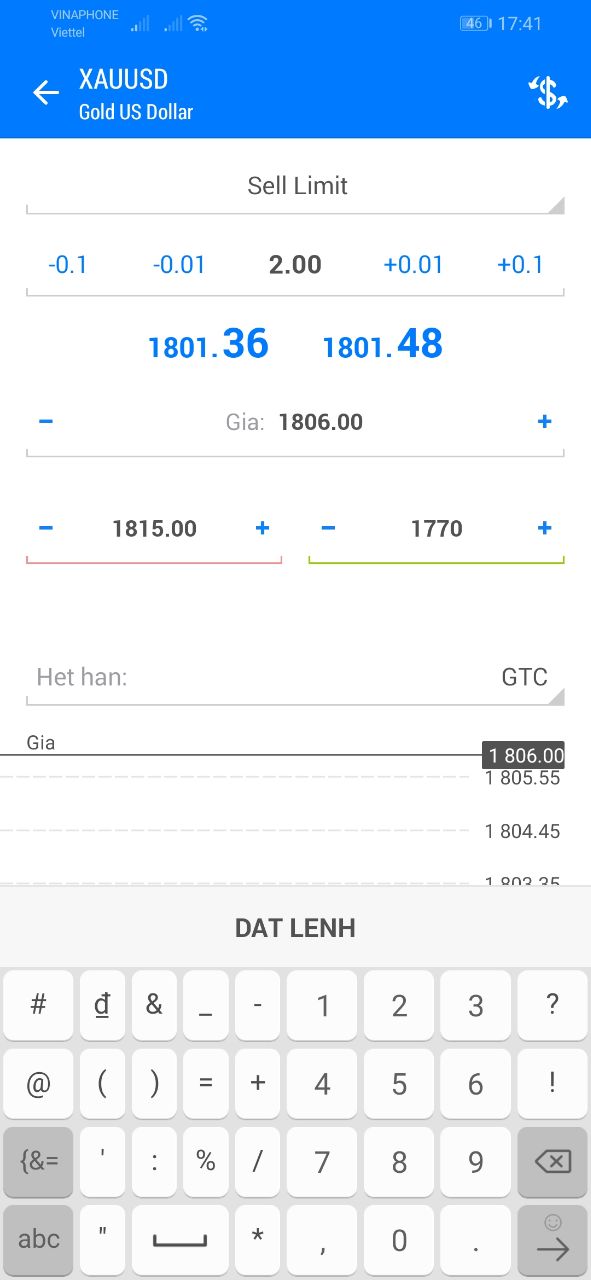 VINAPHONE
Viettel
46 17:41
XAUUSD
Gold US Dollar
Sell Limit
-0.1 -0.01 2.00 +0.01 +0.1
1801.36 1801.48
- Gia: 1806.00 +
- 1815.00 + - 1770 +
Het han: GTC
Gia
1 806.00
1 805.55
1 804.45
1 803.35
DAT LENH
# ₫ & _ - 1 2 3 ?
@ ( ) = + 4 5 6 !
{&= ' : % / 7 8 9
abc " * , 0 .